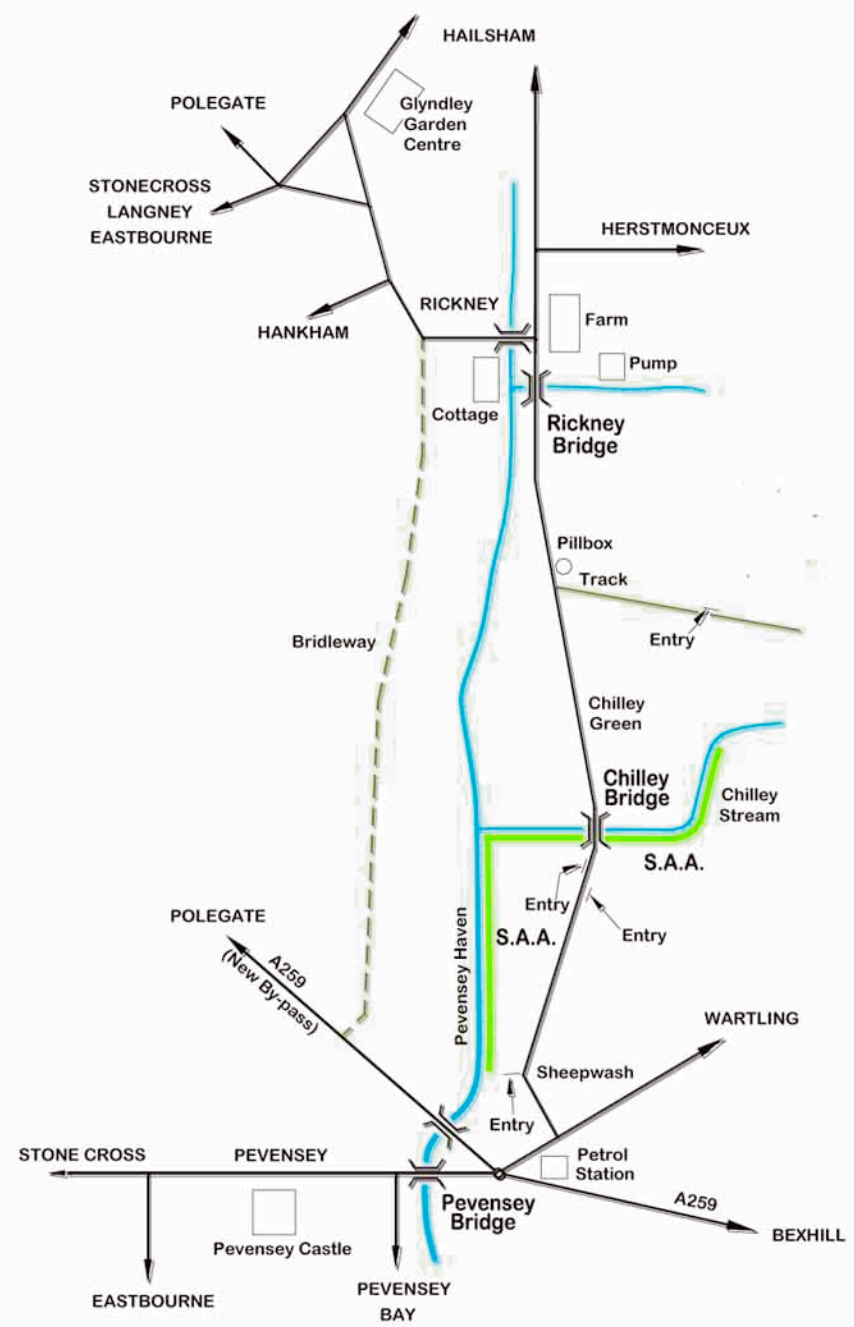 HAILSHAM
POLEGATE
Glyndley
Garden
Centre
STONECROSS
LANGNEY
EASTBOURNE
HERSTMONCEUX
RICKNEY
HANKHAM
Farm
Pump
Cottage
Rickney
Bridge
Pillbox
Track
Entry
Bridleway
Chilley
Green
Chilley
Bridge
Chilley
Stream
S.A.A.
Entry
Entry
S.A.A.
Pevensey Haven
POLEGATE
A259
(New By-pass)
WARTLING
Sheepwash
Entry
STONE CROSS
PEVENSEY
Petrol
Station
A259
Pevensey
Bridge
BEXHILL
Pevensey Castle
EASTBOURNE
PEVENSEY
BAY